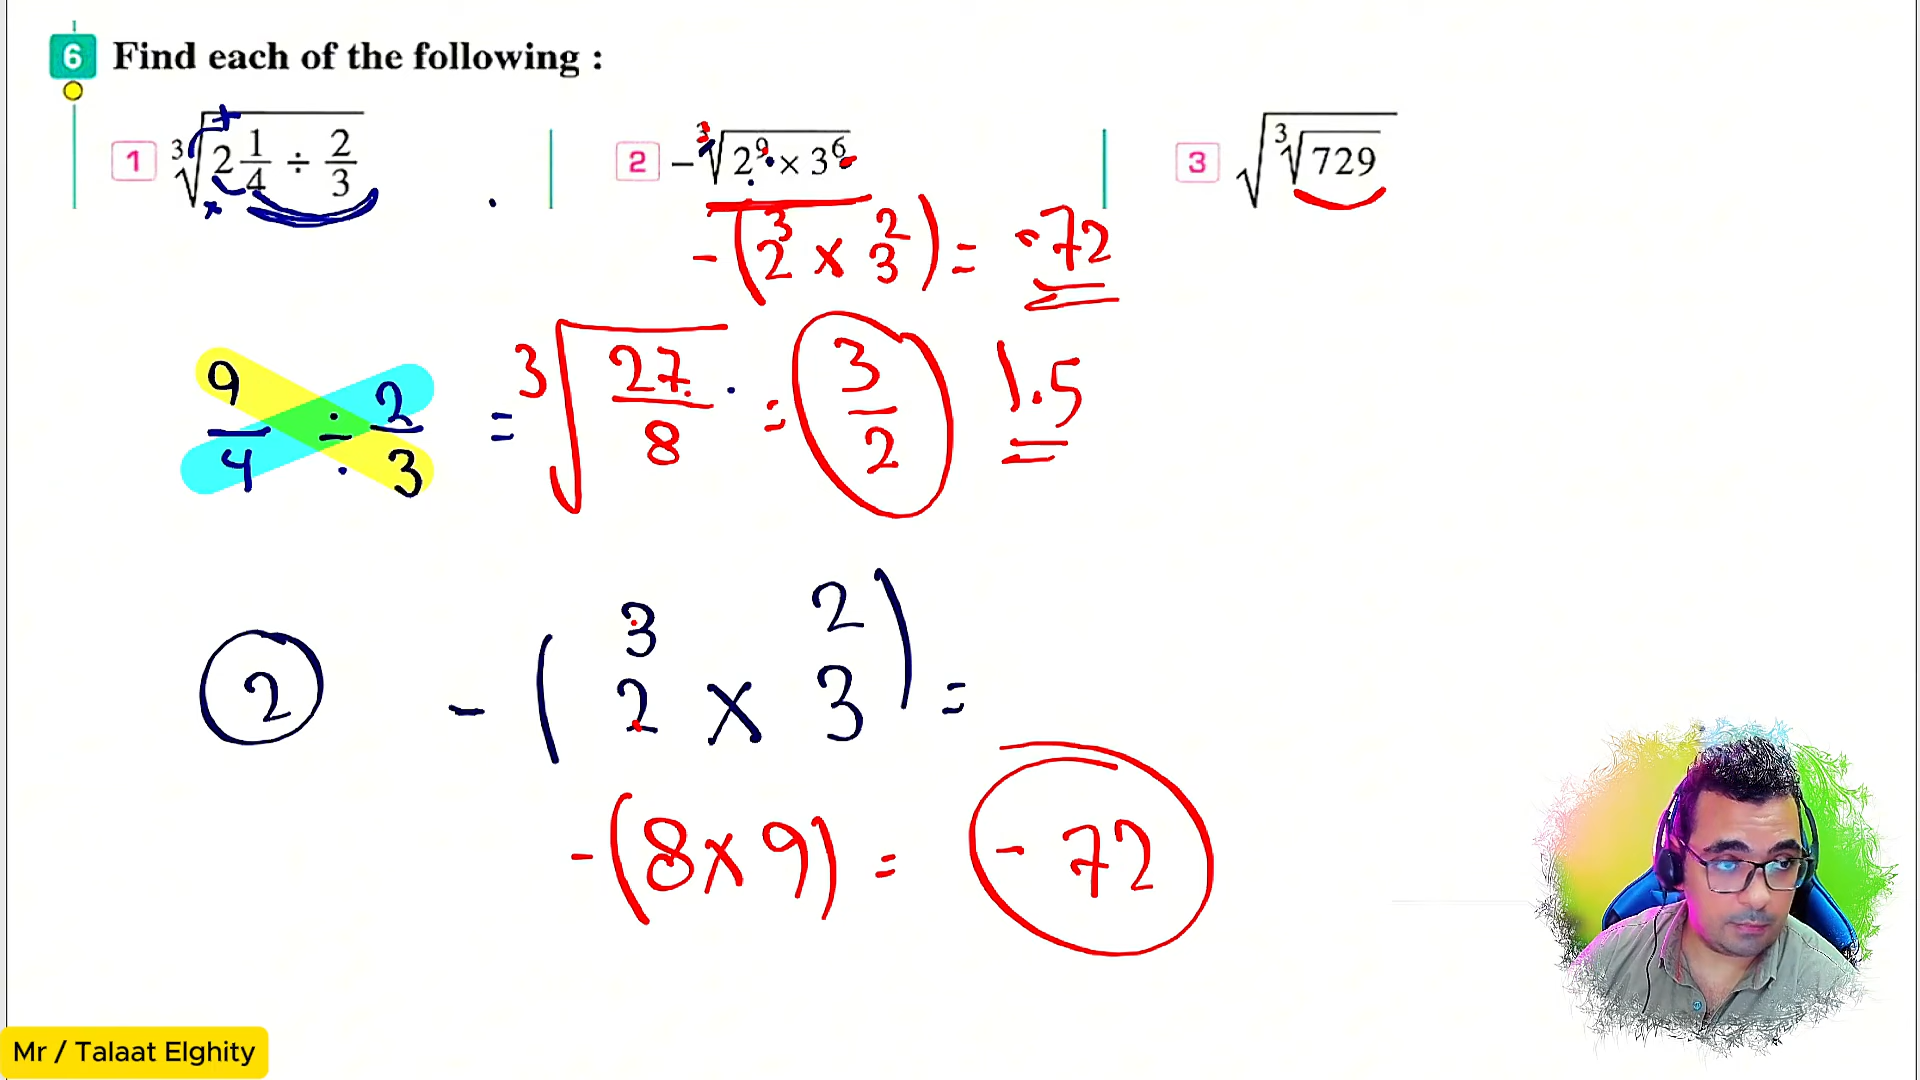 6 Find each of the following :
1 ∛(2 1/4 ÷ 2/3)
2 -∛(2⁹ × 3⁶)
3 √∛729
-(2³ × 3²) = -72
9/4 ÷ 2/3 = ∛(27/8) = 3/2 1.5
2 -(2³ × 3²) =
-(8 × 9) = -72
Mr / Talaat Elghity